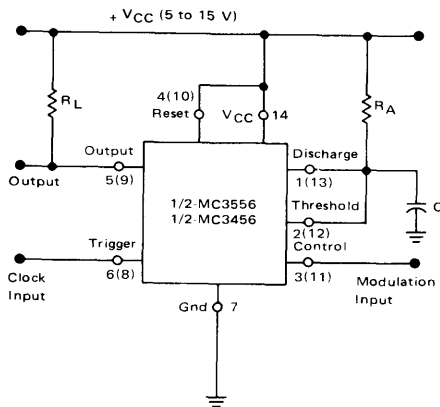 + VCC (5 to 15 V)
RL
4(10)
Reset
VCC
14
RA
Output
5(9)
Output
Discharge
1(13)
C
1/2-MC3556
1/2-MC3456
Threshold
2(12)
Trigger
6(8)
Control
3(11)
Clock
Input
Modulation
Input
Gnd
7